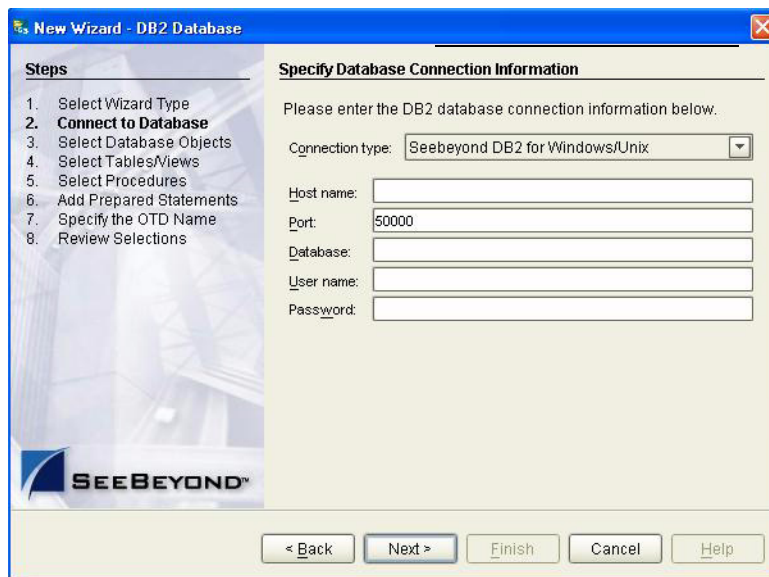 New Wizard - DB2 Database
Steps
1. Select Wizard Type
2. Connect to Database
3. Select Database Objects
4. Select Tables/Views
5. Select Procedures
6. Add Prepared Statements
7. Specify the OTD Name
8. Review Selections
SEEBEYOND™
Specify Database Connection Information
Please enter the DB2 database connection information below.
Connection type: Seebeyond DB2 for Windows/Unix
Host name:
Port: 50000
Database:
User name:
Password:
< Back Next > Finish Cancel Help